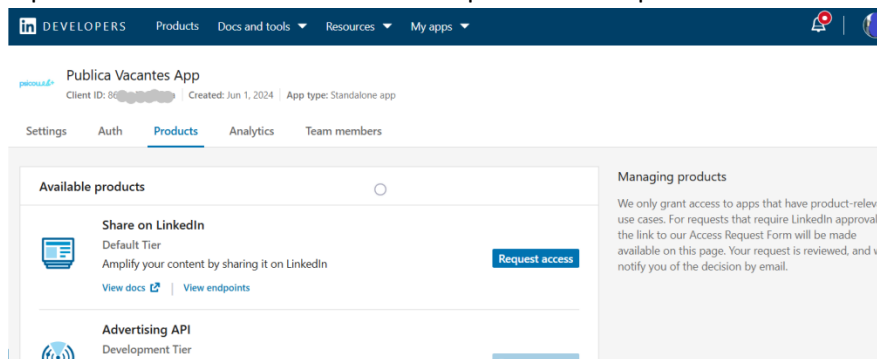 in DEVELOPERS Products Docs and tools Resources My apps
Publica Vacantes App
Client ID: 86 Created: Jun 1, 2024 App type: Standalone app
Settings Auth Products Analytics Team members
Available products
Share on LinkedIn
Default Tier
Amplify your content by sharing it on LinkedIn
Request access
View docs View endpoints
Advertising API
Development Tier
Managing products
We only grant access to apps that have product-relev
use cases. For requests that require LinkedIn approval
the link to our Access Request Form will be made
available on this page. Your request is reviewed, and w
notify you of the decision by email.